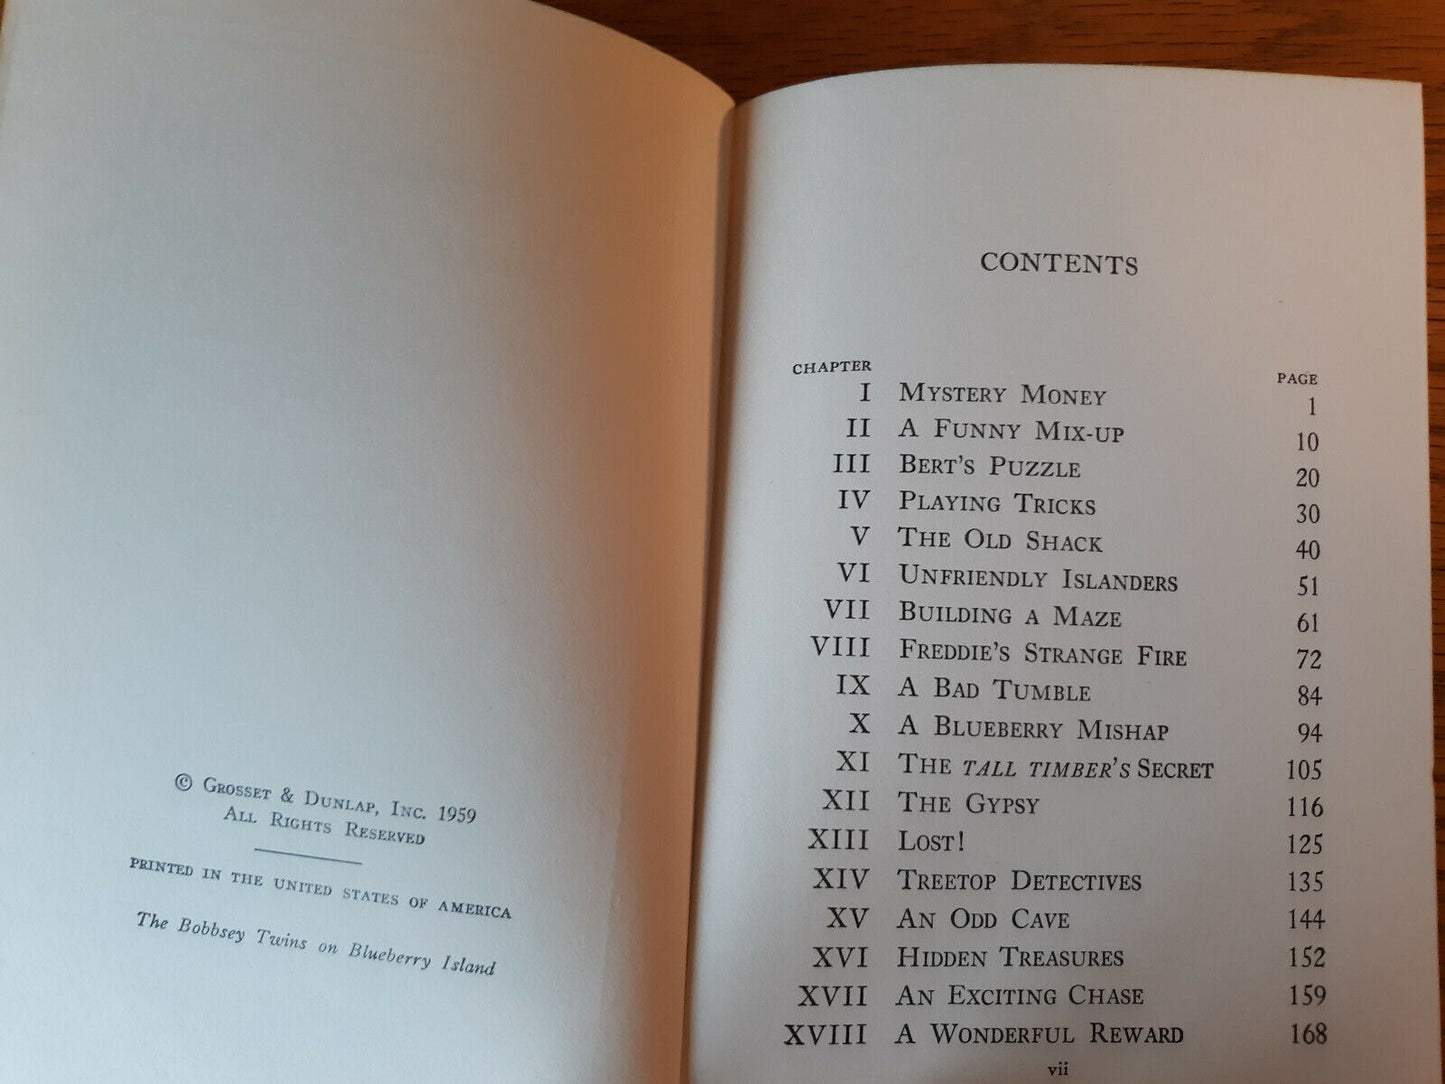 © Grosset & Dunlap, Inc. 1959
All Rights Reserved
PRINTED IN THE UNITED STATES OF AMERICA
The Bobbsey Twins on Blueberry Island
CONTENTS
CHAPTER PAGE
I Mystery Money 1
II A Funny Mix-up 10
III Bert's Puzzle 20
IV Playing Tricks 30
V The Old Shack 40
VI Unfriendly Islanders 51
VII Building a Maze 61
VIII Freddie's Strange Fire 72
IX A Bad Tumble 84
X A Blueberry Mishap 94
XI The TALL TIMBER's Secret 105
XII The Gypsy 116
XIII Lost! 125
XIV Treetop Detectives 135
XV An Odd Cave 144
XVI Hidden Treasures 152
XVII An Exciting Chase 159
XVIII A Wonderful Reward 168
vii